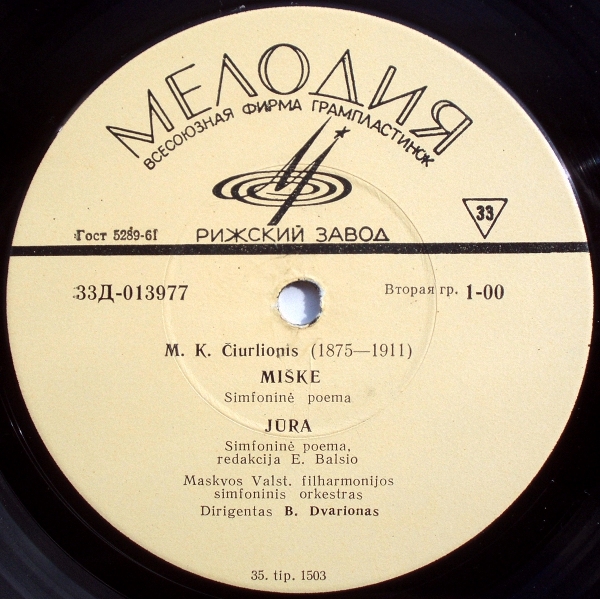 МЕЛОДИЯ
ВСЕСОЮЗНАЯ ФИРМА ГРАМПЛАСТИНОК
33
Гост 5289-61
РИЖСКИЙ ЗАВОД
33Д-013977
Вторая гр. 1-00
M. K. Čiurlionis (1875—1911)
MIŠKE
Simfoninė poema
JŪRA
Simfoninė poema,
redakcija E. Balsio
Maskvos Valst. filharmonijos
simfoninis orkestras
Dirigentas B. Dvarionas
35. tip. 1503